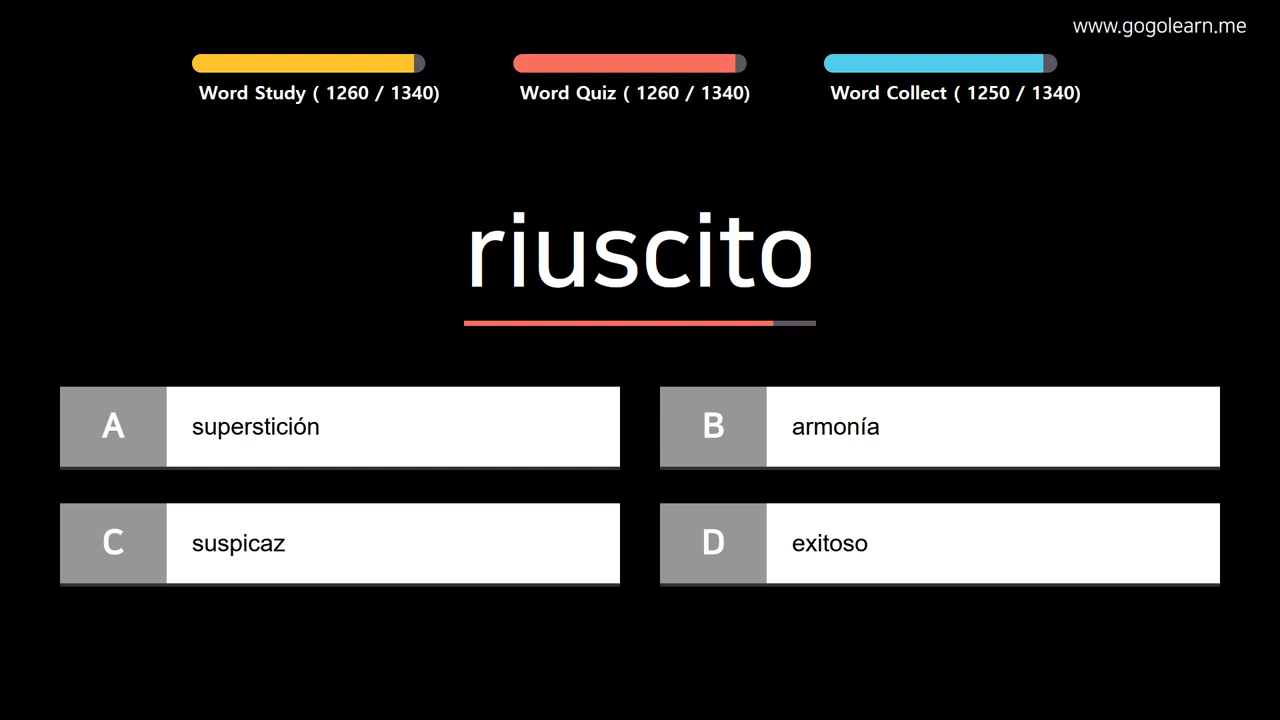 www.gogolearn.me
Word Study ( 1260 / 1340)
Word Quiz ( 1260 / 1340)
Word Collect ( 1250 / 1340)
riuscito
A superstición
B armonía
C suspicaz
D exitoso